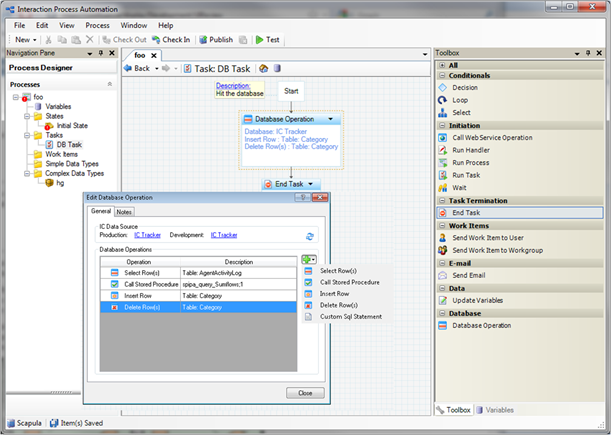 Interaction Process Automation
File Edit View Process Window Help
New Check Out Check In Publish Test
Navigation Pane
Process Designer
Processes
foo
Variables
States
Initial State
Tasks
DB Task
Work Items
Simple Data Types
Complex Data Types
hg
foo
Back Task: DB Task
Description:
Hit the database
Start
Database Operation
Database: IC Tracker
Insert Row : Table: Category
Delete Row(s) : Table: Category
End Task
Edit Database Operation
General Notes
IC Data Source
Production: IC Tracker Development: IC Tracker
Database Operations
Operation Description
Select Row(s) Table: AgentActivityLog
Call Stored Procedure spipa_query_Sumflows;1
Insert Row Table: Category
Delete Row(s) Table: Category
Close
Select Row(s)
Call Stored Procedure
Insert Row
Delete Row(s)
Custom Sql Statement
Toolbox
All
Conditionals
Decision
Loop
Select
Initiation
Call Web Service Operation
Run Handler
Run Process
Run Task
Wait
Task Termination
End Task
Work Items
Send Work Item to User
Send Work Item to Workgroup
E-mail
Send Email
Data
Update Variables
Database
Database Operation
Toolbox Variables
Scapula Item(s) Saved